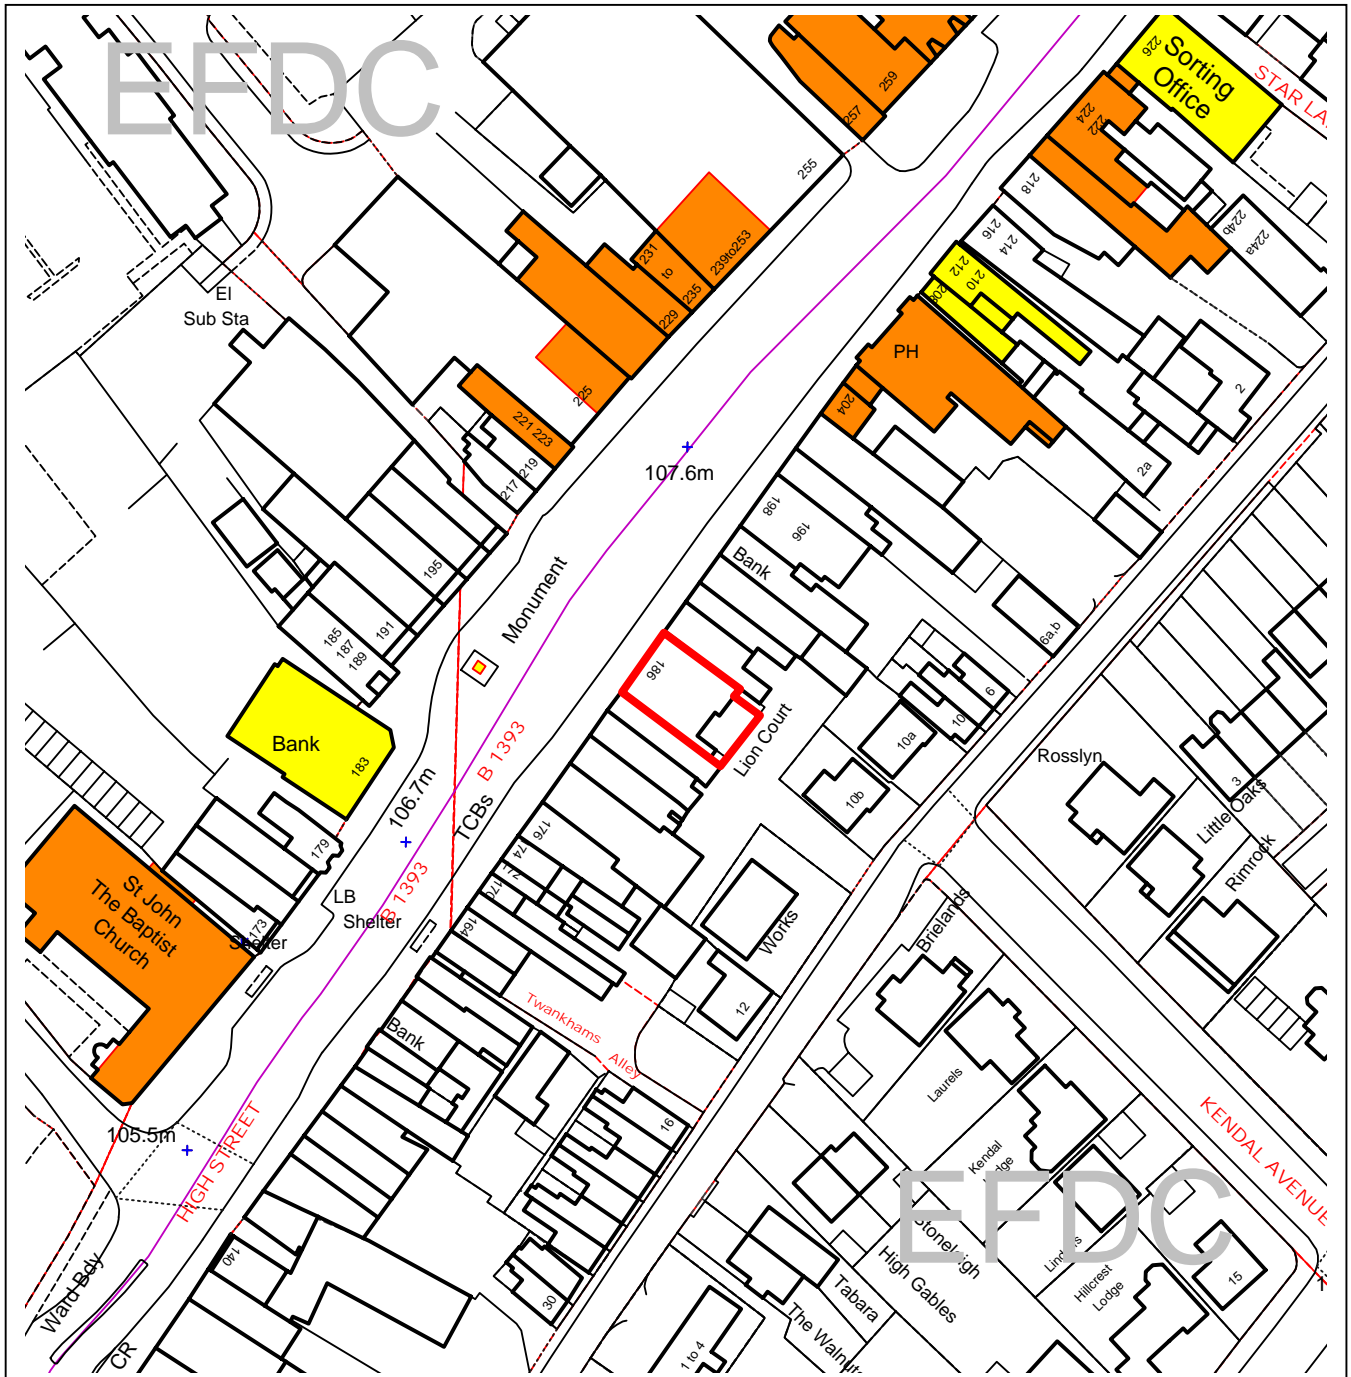 EFDC
226
Sorting
Office
STAR LA
259
257
224
222
255
218
224b
224a
216
214
231
to
235
239to253
229
212
210
208
El
Sub Sta
PH
2
225
204
221 223
219
217
107.6m
2a
198
196
Bank
195
Monument
6a,b
191
185
187
189
186
6
10
10a
Lion Court
Bank
183
B 1393
Rosslyn
3
Little Oaks
10b
106.7m
TCBs
176
174
Rimrock
179
172
170
St John
The Baptist
Church
LB
B 1393
Shelter
164
Works
Brielands
173
Shelter
Twankhams Alley
12
Bank
Laurels
16
KENDAL AVENUE
105.5m
HIGH STREET
Kendal
Lodge
EFDC
Stoneleigh
High Gables
Linders
Hillcrest
Lodge
15
Tabara
140
Ward Bdy
30
The Walnuts
CR
1 to 4